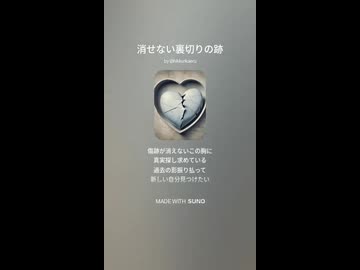 消せない裏切りの跡
傷跡が消えないこの胸に
真実探し求めている
過去の影振り払って
新しい自分見つけたい
MADE WITH SUNO